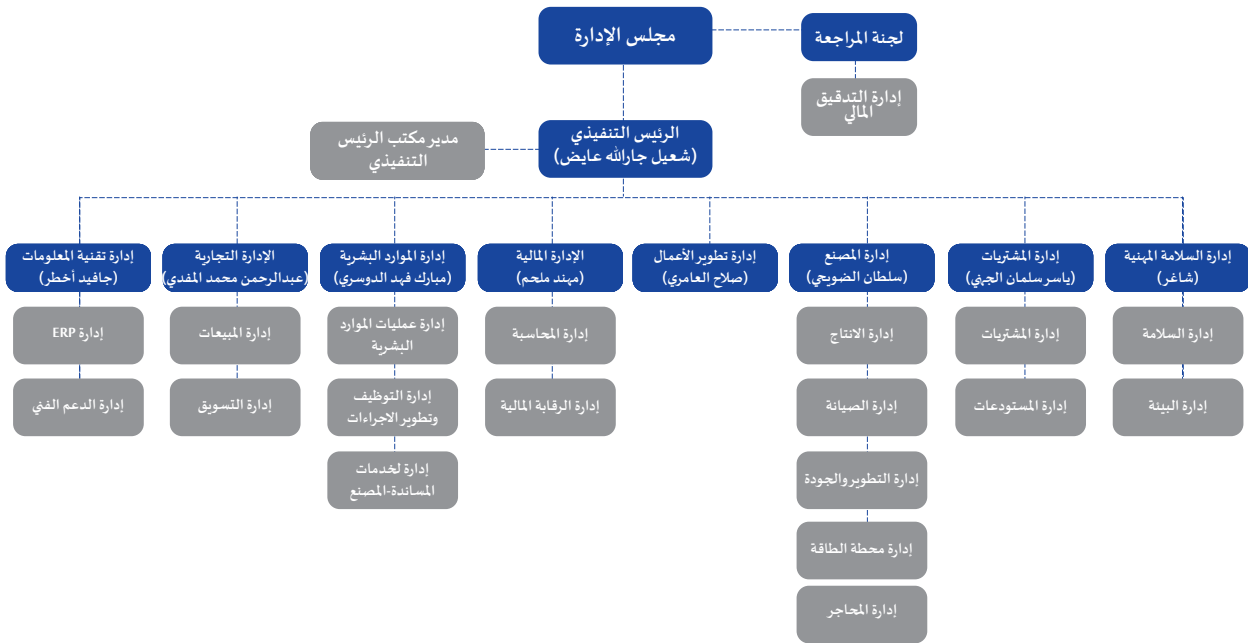 مجلس الإدارة
لجنة المراجعة
إدارة التدقيق
المالي
الرئيس التنفيذي
(شعيل جارالله عايض)
مدير مكتب الرئيس
التنفيذي
إدارة السلامة المهنية
(شاغر)
إدارة السلامة
إدارة البيئة
إدارة المشتريات
(ياسر سلمان الجهني)
إدارة المشتريات
إدارة المستودعات
إدارة المصنع
(سلطان الضويحي)
إدارة الانتاج
إدارة الصيانة
إدارة التطوير والجودة
إدارة محطة الطاقة
إدارة المحاجر
إدارة تطوير الأعمال
(صلاح العامري)
الإدارة المالية
(مهند ملحم)
إدارة المحاسبة
إدارة الرقابة المالية
إدارة الموارد البشرية
(مبارك فهد الدوسري)
إدارة عمليات الموارد
البشرية
إدارة التوظيف
وتطوير الاجراءات
إدارة لخدمات
المساندة-المصنع
الإدارة التجارية
(عبدالرحمن محمد المفدي)
إدارة المبيعات
إدارة التسويق
إدارة تقنية المعلومات
(جافيد أخطر)
إدارة ERP
إدارة الدعم الفني